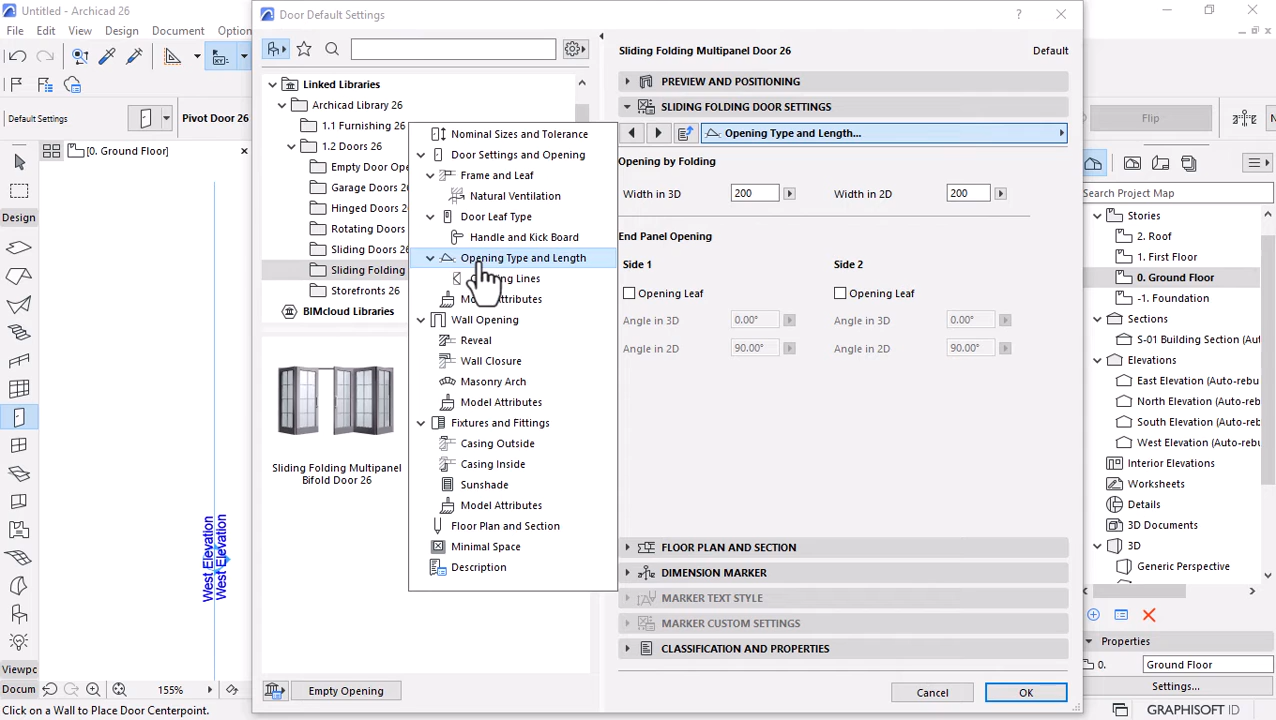 Untitled - Archicad 26
File
Edit
View
Design
Document
Default Settings
Pivot Door 26
[0. Ground Floor]
Design
West Elevation
West Elevation
Viewpc
Docum
155%
Click on a Wall to Place Door Centerpoint.
Door Default Settings
Linked Libraries
Archicad Library 26
1.1 Furnishing 26
1.2 Doors 26
Garage Doors 26
Hinged Doors 26
Rotating Doors
Sliding Doors 26
Sliding Folding
Storefronts 26
BIMcloud Libraries
Sliding Folding Multipanel
Bifold Door 26
Empty Opening
Nominal Sizes and Tolerance
Door Settings and Opening
Frame and Leaf
Natural Ventilation
Door Leaf Type
Handle and Kick Board
Opening Type and Length
Lines
Attributes
Wall Opening
Reveal
Wall Closure
Masonry Arch
Model Attributes
Fixtures and Fittings
Casing Outside
Casing Inside
Sunshade
Model Attributes
Floor Plan and Section
Minimal Space
Description
Sliding Folding Multipanel Door 26
Default
PREVIEW AND POSITIONING
SLIDING FOLDING DOOR SETTINGS
Opening Type and Length...
Opening by Folding
Width in 3D 200 Width in 2D 200
End Panel Opening
Side 1 Side 2
Opening Leaf Opening Leaf
Angle in 3D 0.00° Angle in 3D 0.00°
Angle in 2D 90.00° Angle in 2D 90.00°
FLOOR PLAN AND SECTION
DIMENSION MARKER
MARKER TEXT STYLE
MARKER CUSTOM SETTINGS
CLASSIFICATION AND PROPERTIES
Cancel
OK
Flip
Search Project Map
Stories
2. Roof
1. First Floor
0. Ground Floor
-1. Foundation
Sections
S-01 Building Section (Aut
Elevations
East Elevation (Auto-rebu
North Elevation (Auto-reb
South Elevation (Auto-reb
West Elevation (Auto-rebu
Interior Elevations
Worksheets
Details
3D Documents
3D
Generic Perspective
Properties
0.
Ground Floor
Settings...
GRAPHISOFT ID